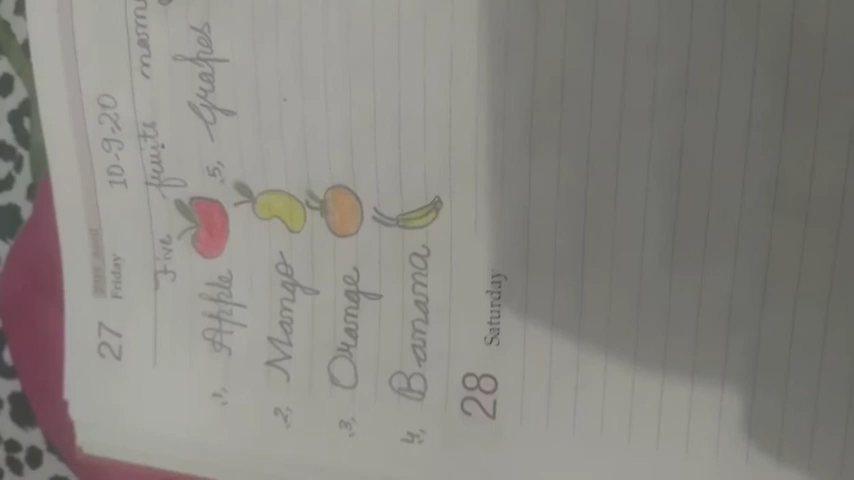 27 Friday 10-9-20
Five fruits
1, Apple 5, Grapes
2, Mango
3, Orange
4, Banana
28 Saturday